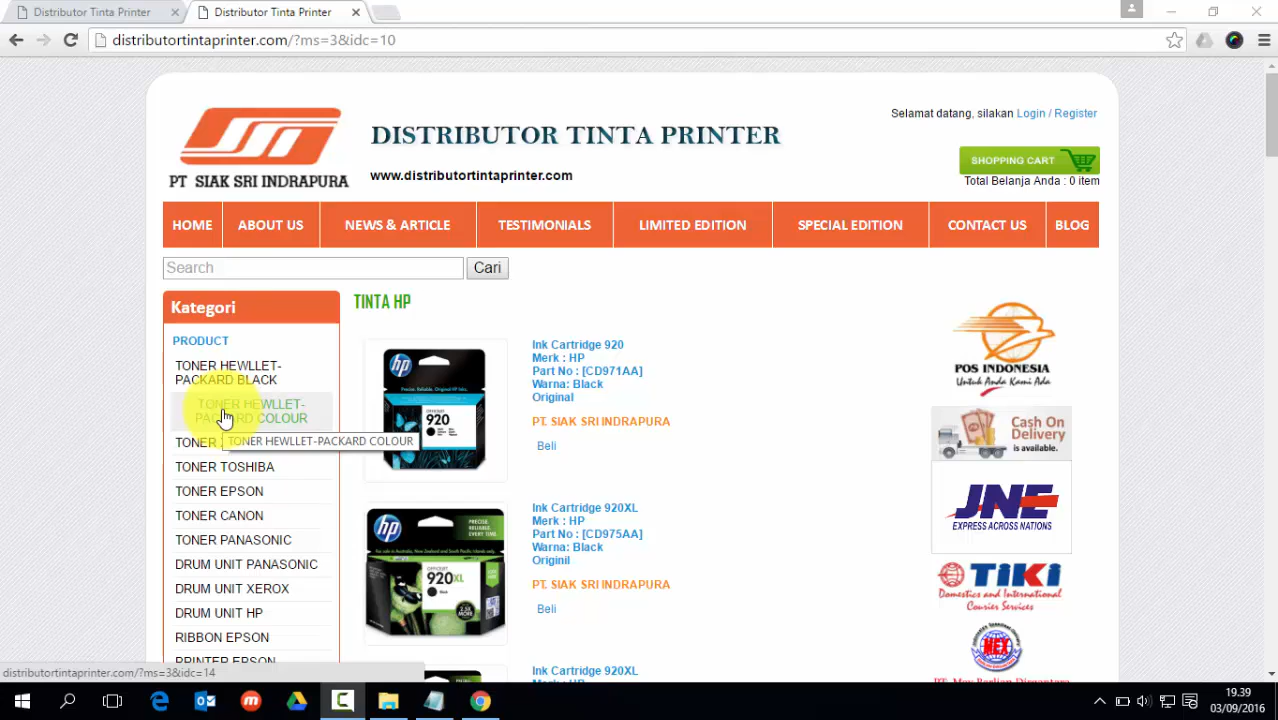 Distributor Tinta Printer
Distributor Tinta Printer
distributortintaprinter.com/?ms=3&idc=10
PT SIAK SRI INDRAPURA
DISTRIBUTOR TINTA PRINTER
www.distributortintaprinter.com
Selamat datang, silakan Login / Register
SHOPPING CART
Total Belanja Anda : 0 item
HOME ABOUT US NEWS & ARTICLE TESTIMONIALS LIMITED EDITION SPECIAL EDITION CONTACT US BLOG
Search Cari
Kategori
PRODUCT
TONER HEWLLET-
PACKARD BLACK
TONER HEWLLET-
PACKARD COLOUR
TONER
TONER HEWLLET-PACKARD COLOUR
TONER TOSHIBA
TONER EPSON
TONER CANON
TONER PANASONIC
DRUM UNIT PANASONIC
DRUM UNIT XEROX
DRUM UNIT HP
RIBBON EPSON
PRINTER EPSON
TINTA HP
hp
OFFICEJET
920
Ink Cartridge 920
Merk : HP
Part No : [CD971AA]
Warna: Black
Original
PT. SIAK SRI INDRAPURA
Beli
hp
OFFICEJET
920XL
Ink Cartridge 920XL
Merk : HP
Part No : [CD975AA]
Warna: Black
Originil
PT. SIAK SRI INDRAPURA
Beli
Ink Cartridge 920XL
POS INDONESIA
Untuk Anda Kami Ada
Cash On
Delivery
is available.
JNE
EXPRESS ACROSS NATIONS
TIKI
Domestics and International
Courier Services
NEX
distributortintaprinter.com/?ms=3&idc=14
19.39
03/09/2016